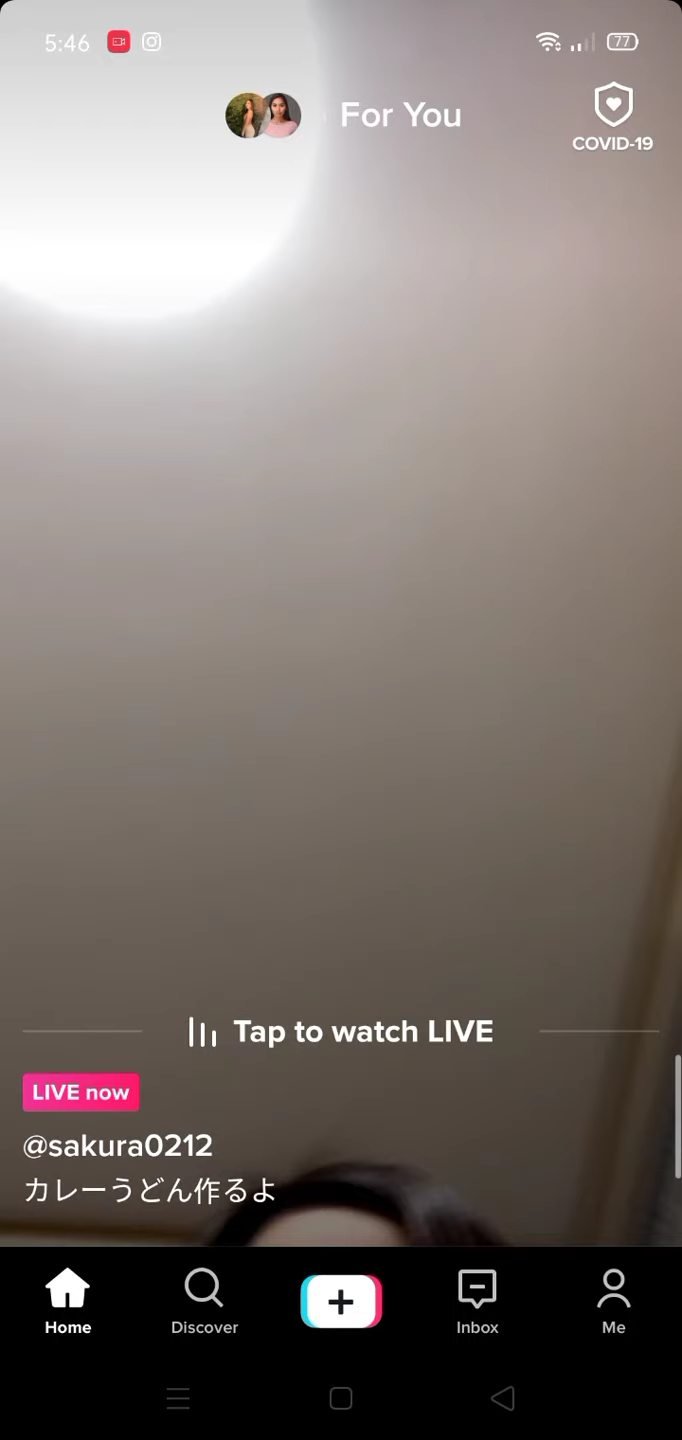 5:46
77
For You
COVID-19
Tap to watch LIVE
LIVE now
@sakura0212
カレーうどん作るよ
Home
Discover
Inbox
Me